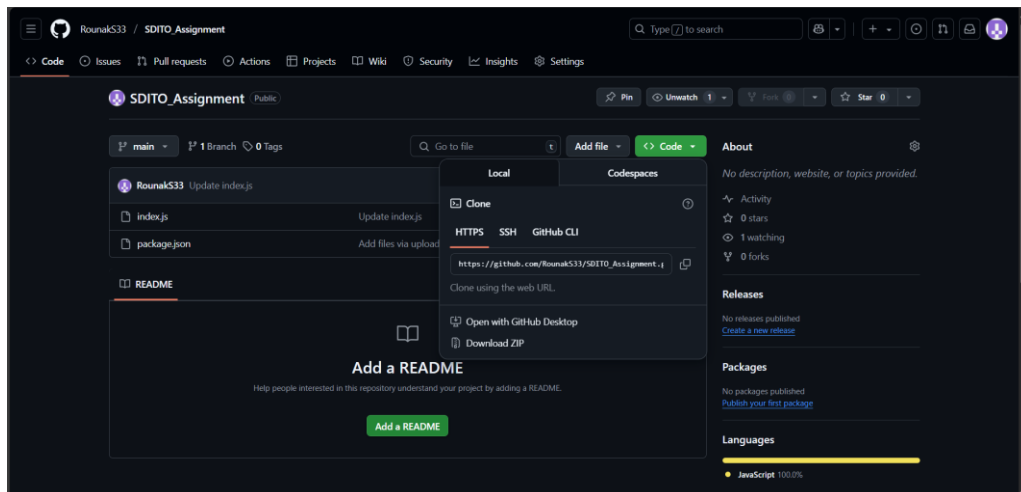 RounakS33 / SDITO_Assignment
Type / to search
Code Issues Pull requests Actions Projects Wiki Security Insights Settings
SDITO_Assignment Public
Pin Unwatch 1 Fork 0 Star 0
main 1 Branch 0 Tags
Go to file t
Add file Code
RounakS33 Update index.js
index.js Update index.js
package.json Add files via upload
Local Codespaces
Clone
HTTPS SSH GitHub CLI
https://github.com/RounakS33/SDITO_Assignment.g
Clone using the web URL.
Open with GitHub Desktop
Download ZIP
README
Add a README
Help people interested in this repository understand your project by adding a README.
Add a README
About
No description, website, or topics provided.
Activity
0 stars
1 watching
0 forks
Releases
No releases published
Create a new release
Packages
No packages published
Publish your first package
Languages
JavaScript 100.0%